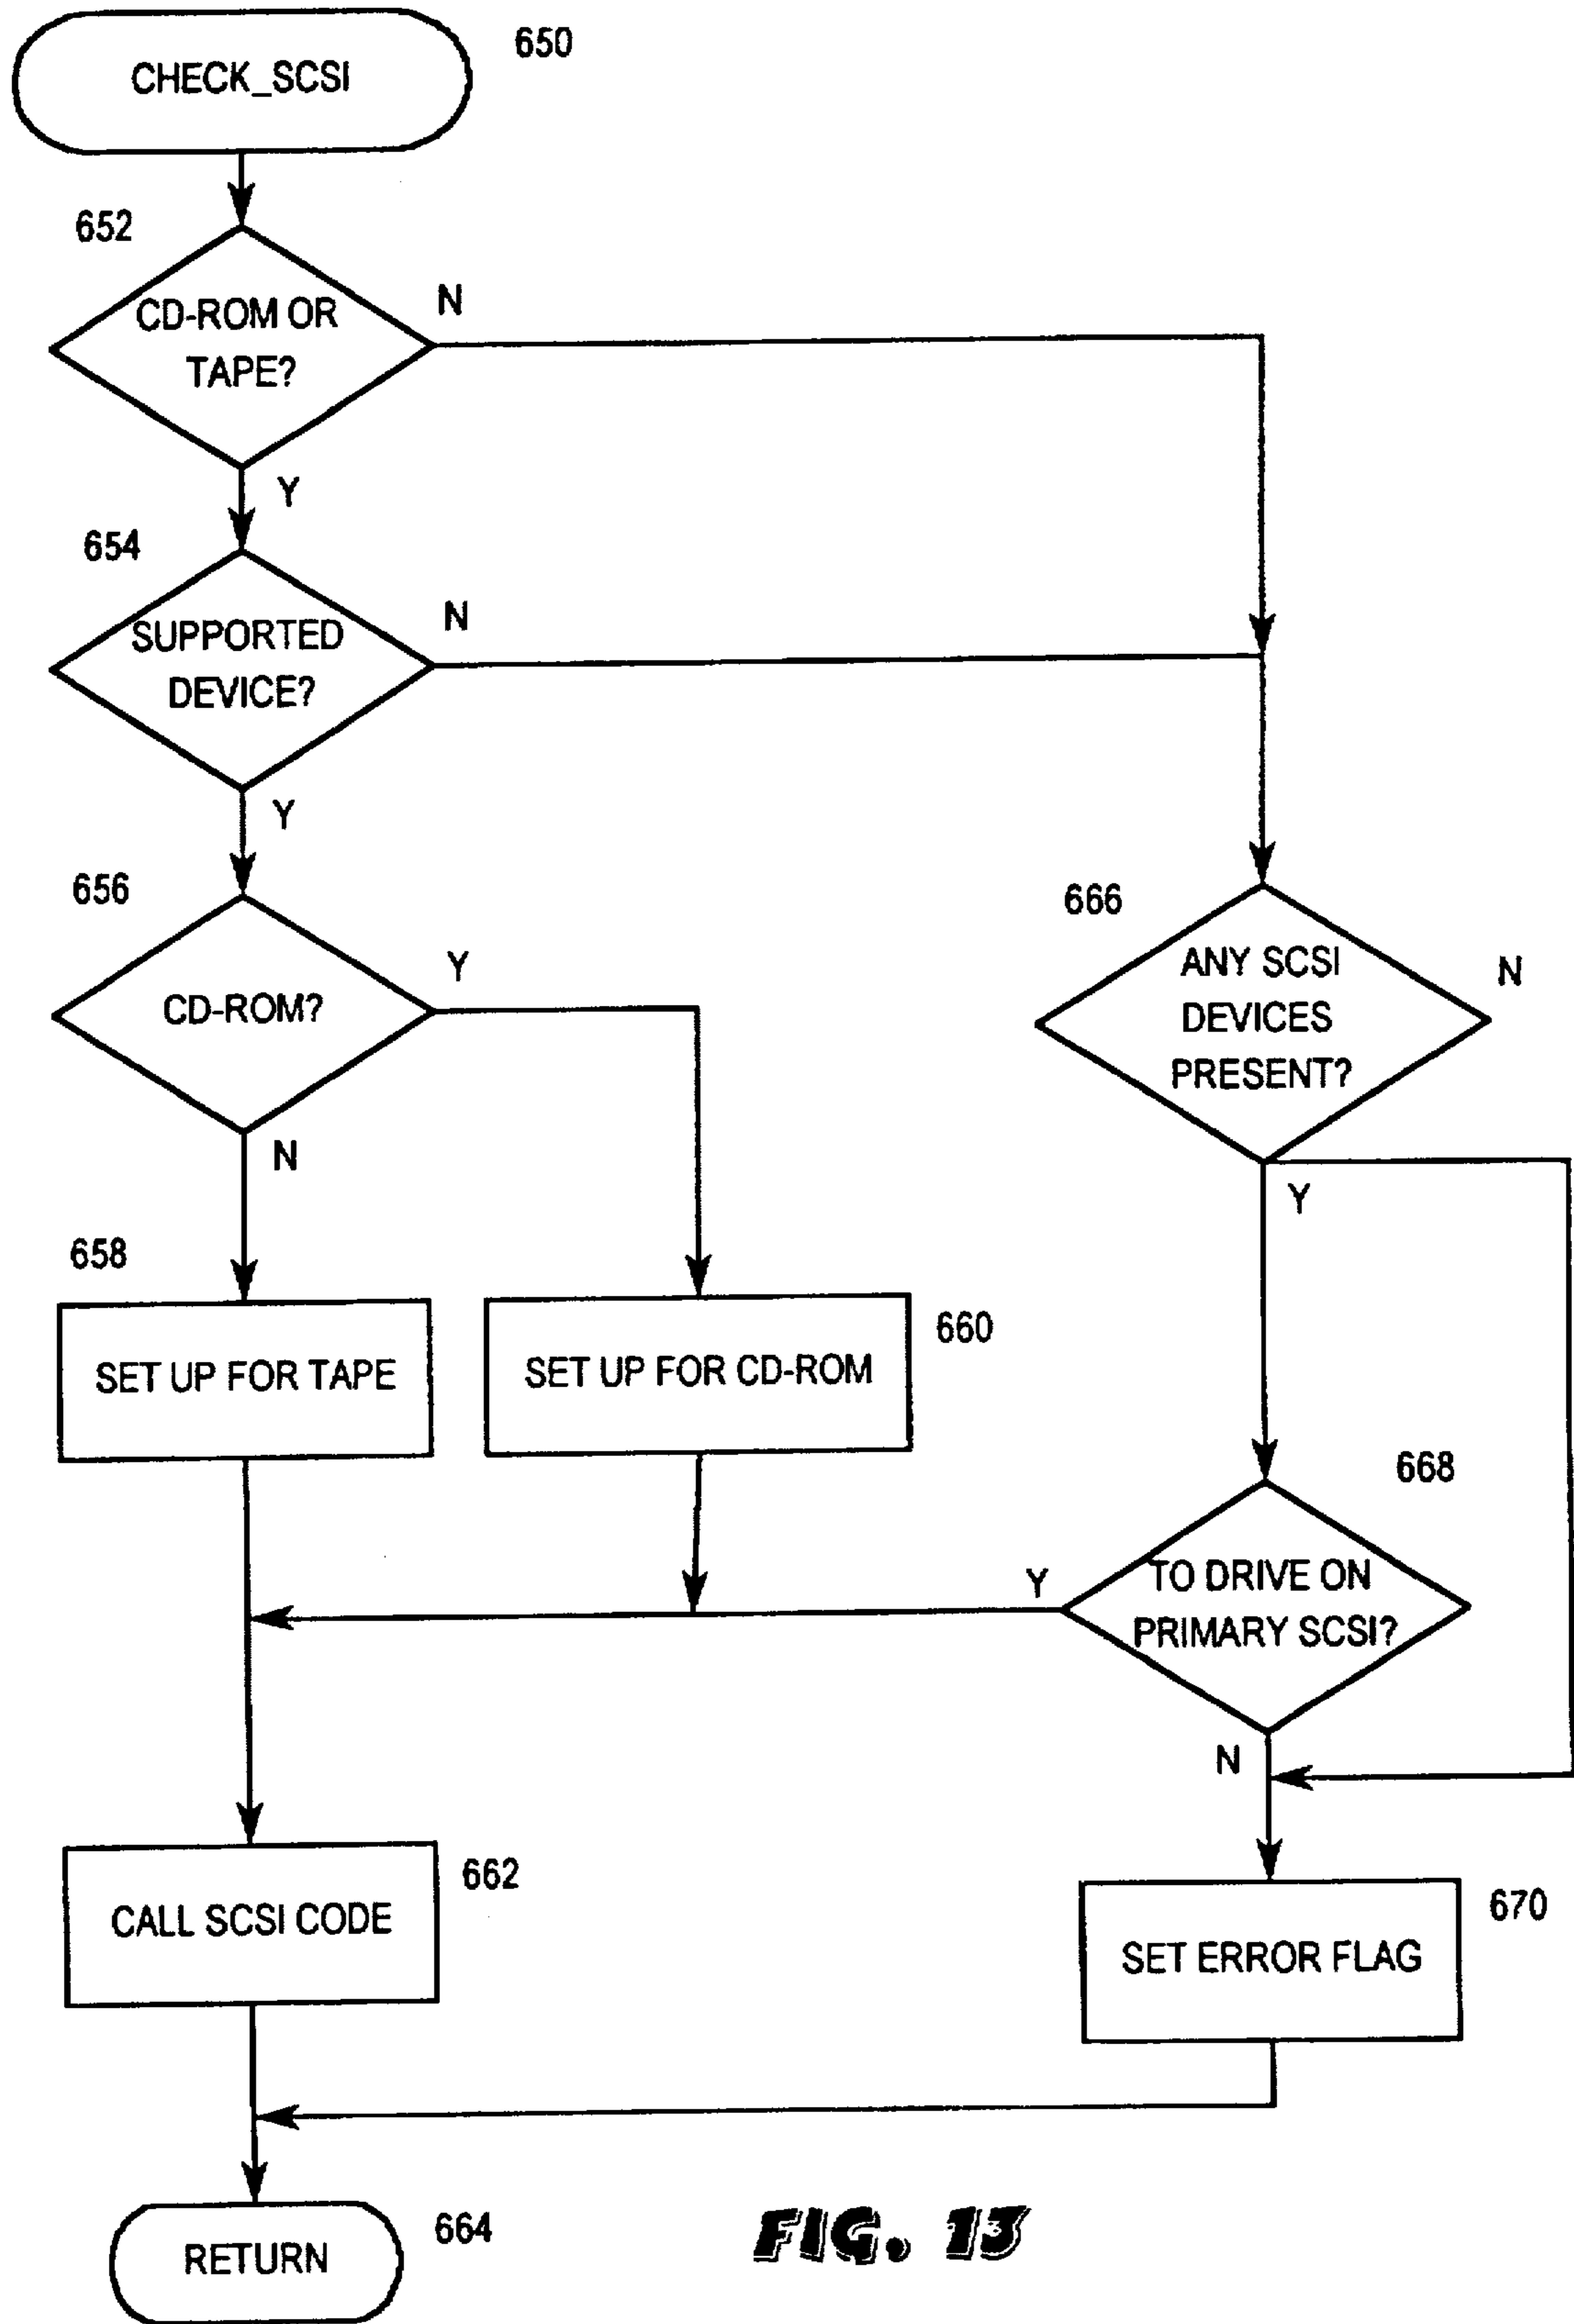 650
CHECK_SCSI
652
CD-ROM OR
TAPE?
N
Y
654
SUPPORTED
DEVICE?
N
Y
656
CD-ROM?
Y
N
666
ANY SCSI
DEVICES
PRESENT?
N
Y
658
SET UP FOR TAPE
660
SET UP FOR CD-ROM
668
TO DRIVE ON
PRIMARY SCSI?
Y
N
662
CALL SCSI CODE
670
SET ERROR FLAG
664
RETURN
FIG. 13